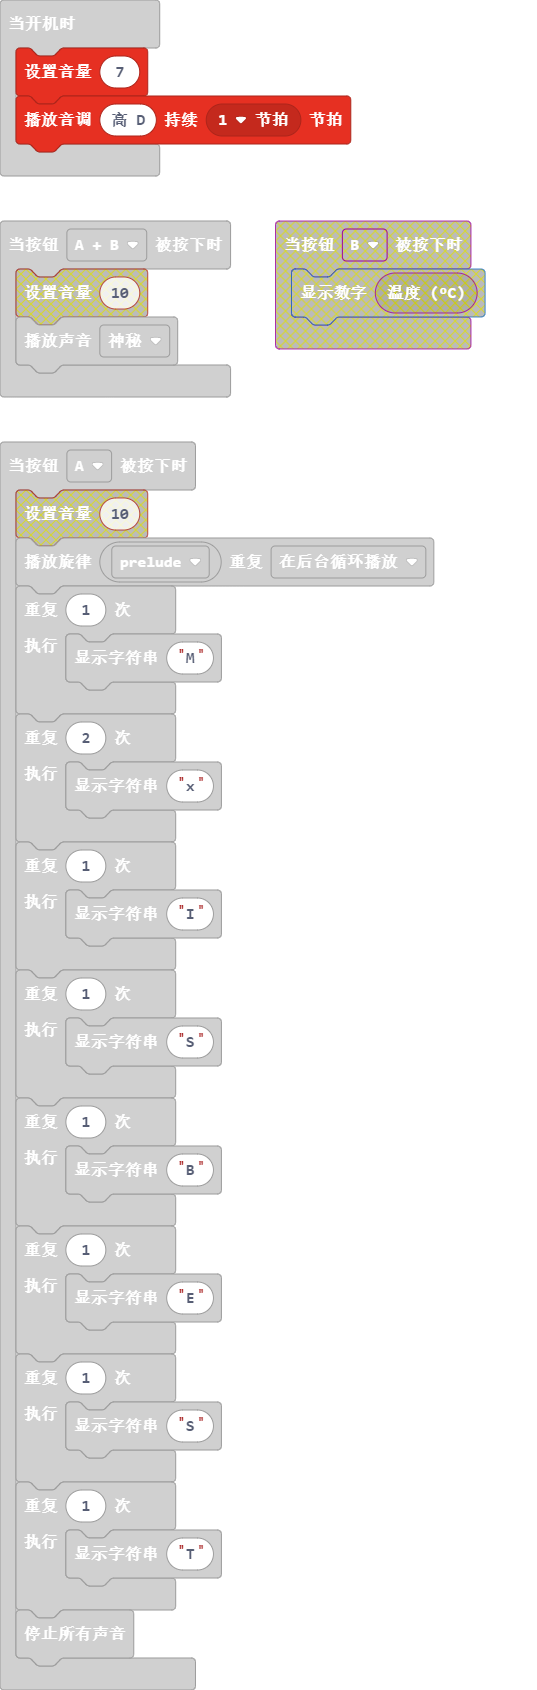 当开机时
设置音量 7
播放音调 高 D 持续 1 节拍 节拍
当按钮 A + B 被按下时
设置音量 10
播放声音 神秘
当按钮 B 被按下时
显示数字 温度 (°C)
当按钮 A 被按下时
设置音量 10
播放旋律 prelude 重复 在后台循环播放
重复 1 次
执行 显示字符串 "M"
重复 2 次
执行 显示字符串 "x"
重复 1 次
执行 显示字符串 "I"
重复 1 次
执行 显示字符串 "S"
重复 1 次
执行 显示字符串 "B"
重复 1 次
执行 显示字符串 "E"
重复 1 次
执行 显示字符串 "S"
重复 1 次
执行 显示字符串 "T"
停止所有声音